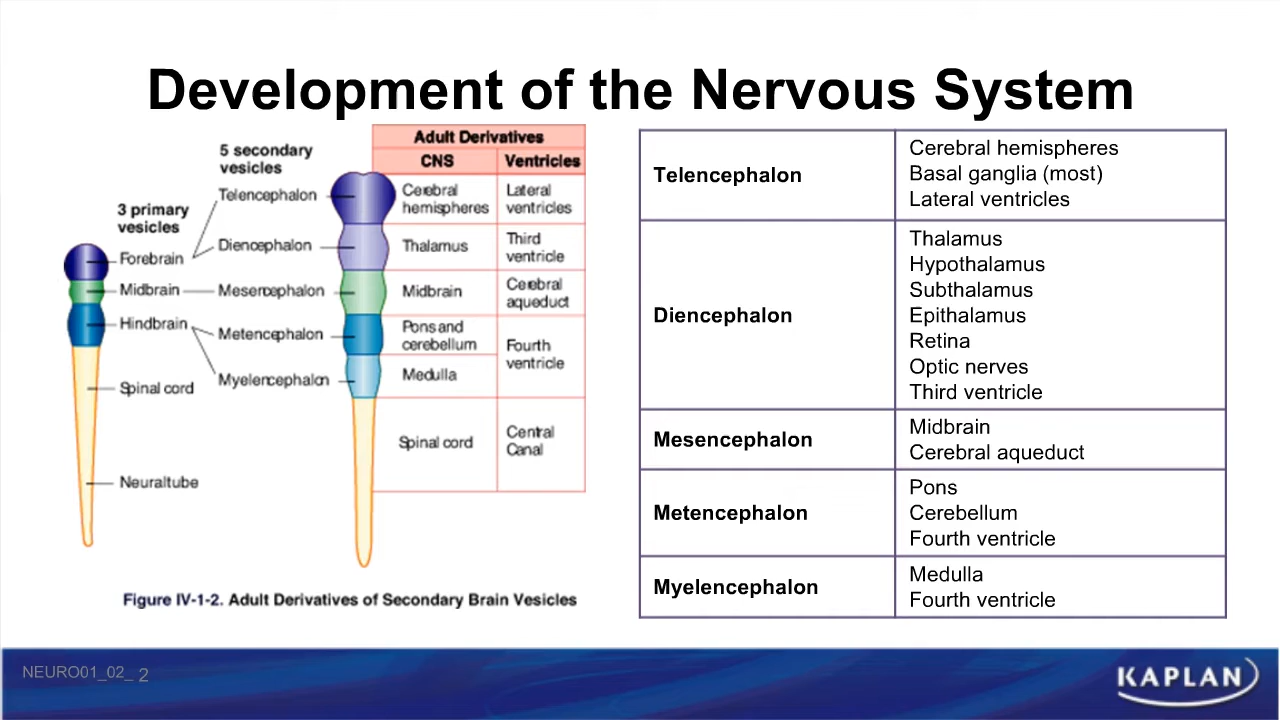 Development of the Nervous System
3 primary
vesicles
Forebrain
Midbrain
Hindbrain
Spinal cord
Neuraltube
5 secondary
vesicles
Telencephalon
Diencephalon
Mesencephalon
Metencephalon
Myelencephalon
Adult Derivatives
CNS Ventricles
Cerebral
hemispheres
Lateral
ventricles
Thalamus
Third
ventricle
Midbrain
Cerebral
aqueduct
Pons and
cerebellum
Fourth
ventricle
Medulla
Spinal cord
Central
Canal
Figure IV-1-2. Adult Derivatives of Secondary Brain Vesicles
Telencephalon
Cerebral hemispheres
Basal ganglia (most)
Lateral ventricles
Diencephalon
Thalamus
Hypothalamus
Subthalamus
Epithalamus
Retina
Optic nerves
Third ventricle
Mesencephalon
Midbrain
Cerebral aqueduct
Metencephalon
Pons
Cerebellum
Fourth ventricle
Myelencephalon
Medulla
Fourth ventricle
NEURO01_02_ 2
KAPLAN